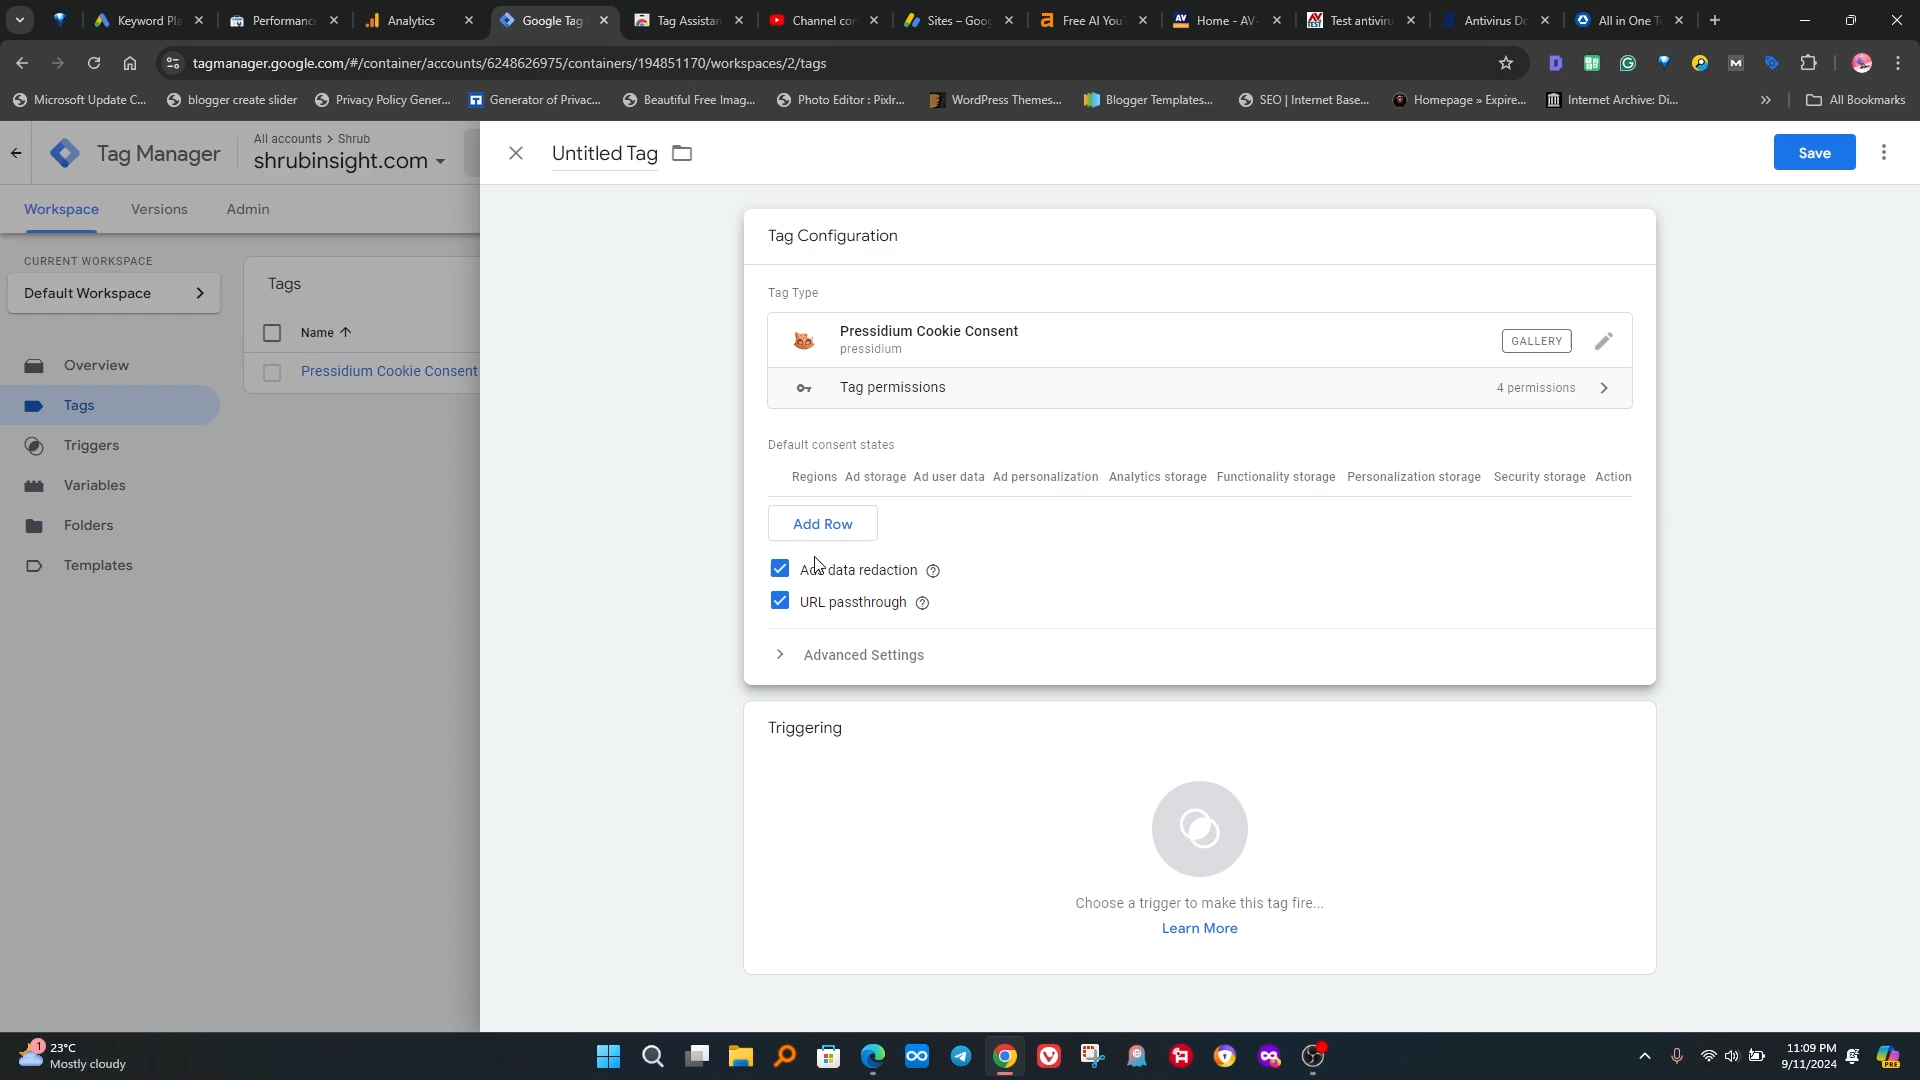 Keyword Pl
Performance
Analytics
Google Tag
Tag Assistan
Channel co
Sites – Goo
Free AI You
Home - AV-
Test antiviru
Antivirus D
All in One T
tagmanager.google.com/#/container/accounts/6248626975/containers/194851170/workspaces/2/tags
Microsoft Update C...
blogger create slider
Privacy Policy Gener...
Generator of Privac...
Beautiful Free Imag...
Photo Editor : Pixlr...
WordPress Themes...
Blogger Templates...
SEO | Internet Base...
Homepage » Expire...
Internet Archive: Di...
All Bookmarks
Tag Manager
All accounts > Shrub
shrubinsight.com
Untitled Tag
Save
Workspace
Versions
Admin
CURRENT WORKSPACE
Default Workspace
Overview
Tags
Triggers
Variables
Folders
Templates
Tags
Name
Pressidium Cookie Consent
Tag Configuration
Tag Type
Pressidium Cookie Consent
pressidium
GALLERY
Tag permissions
4 permissions
Default consent states
Regions Ad storage Ad user data Ad personalization Analytics storage Functionality storage Personalization storage Security storage Action
Add Row
data redaction
URL passthrough
Advanced Settings
Triggering
Choose a trigger to make this tag fire...
Learn More
1
23°C
Mostly cloudy
11:09 PM
9/11/2024
PRE